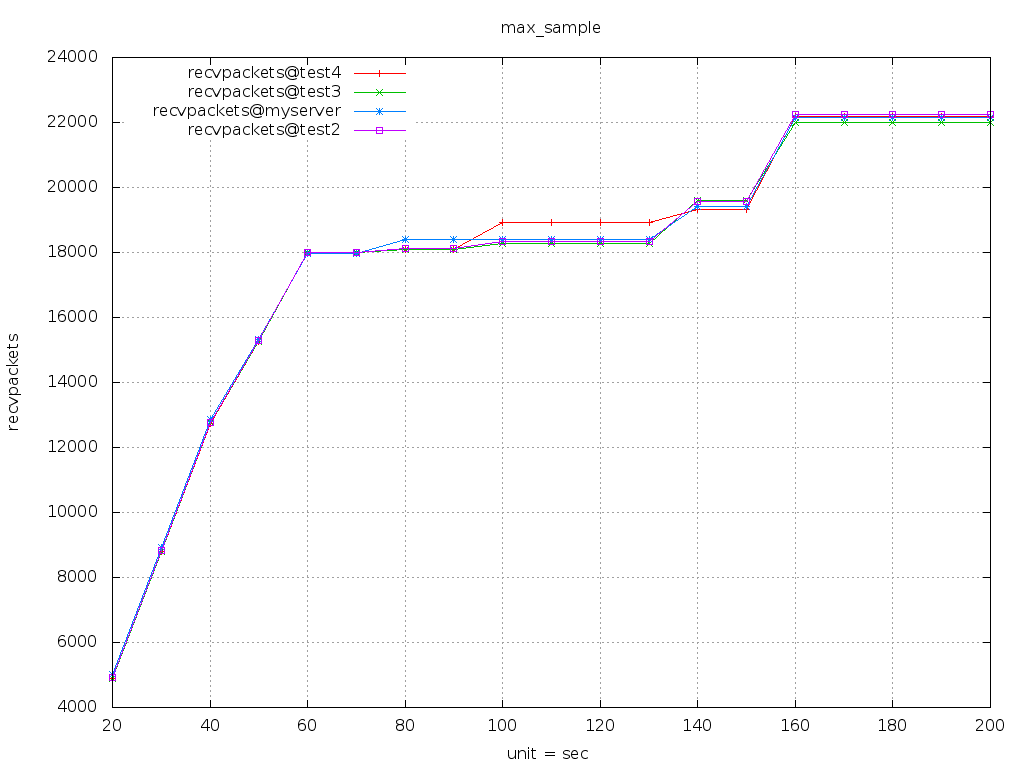 max_sample
24000
22000
20000
18000
16000
14000
12000
10000
8000
6000
4000
recvpackets
recvpackets@test4
recvpackets@test3
recvpackets@myserver
recvpackets@test2
20 40 60 80 100 120 140 160 180 200
unit = sec